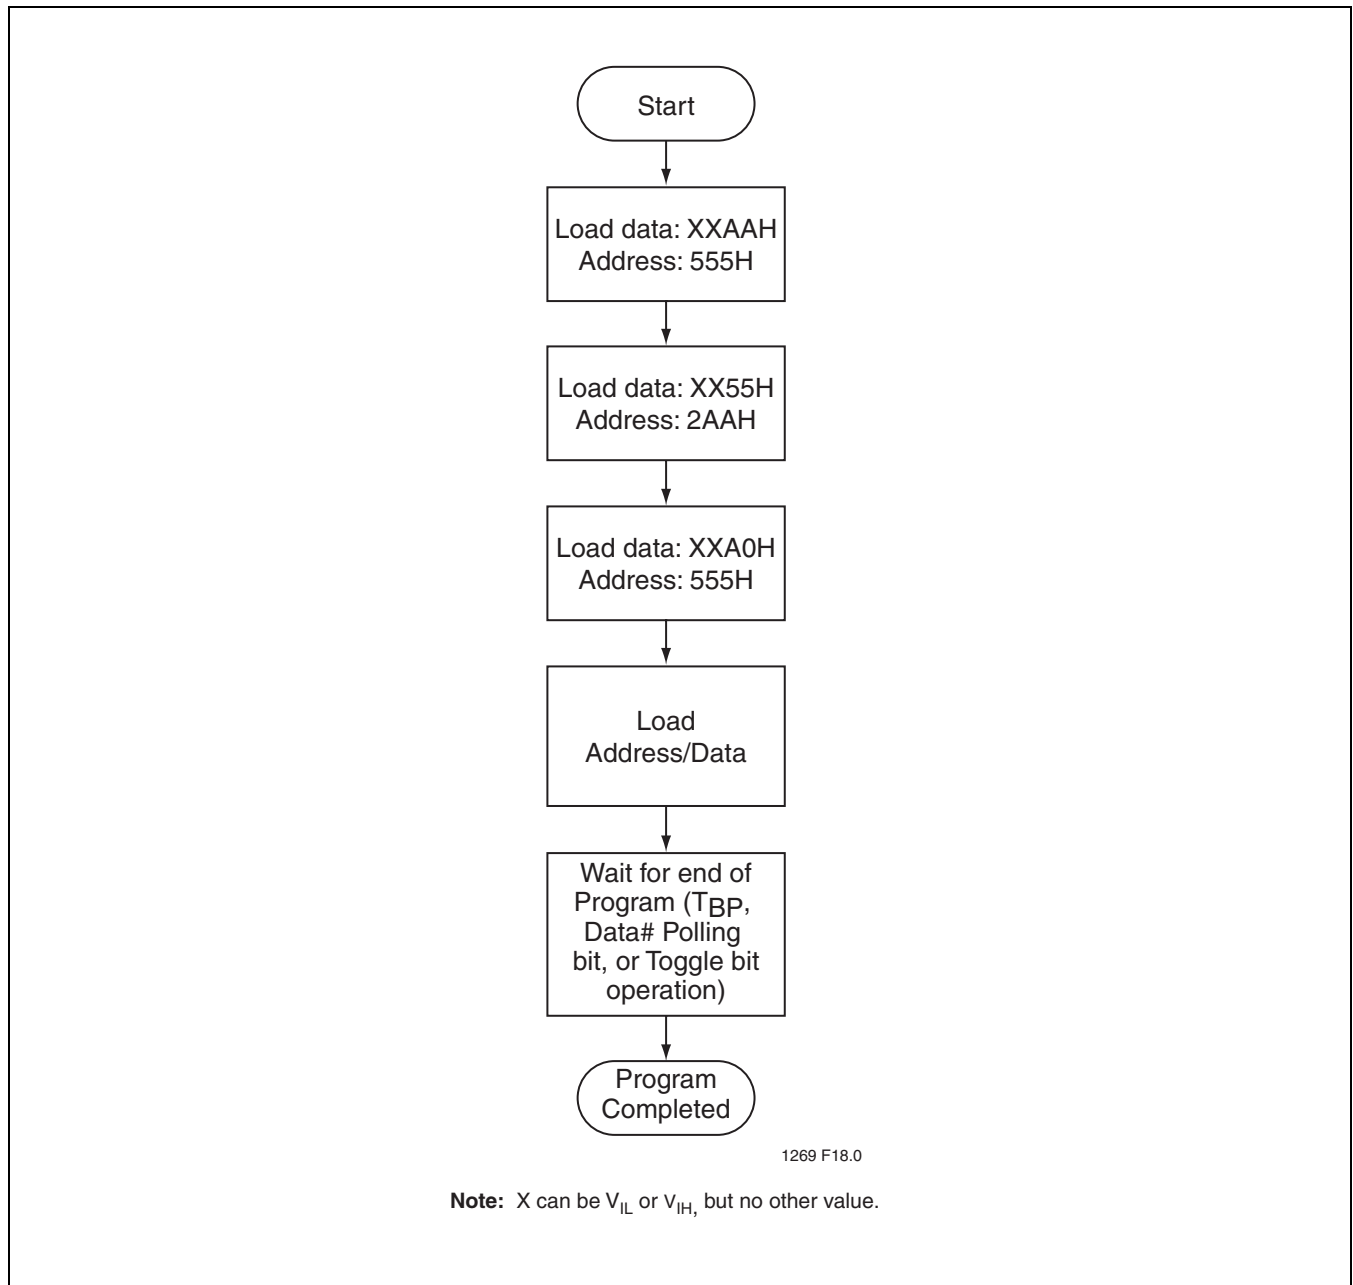 Start
Load data: XXAAH
Address: 555H
Load data: XX55H
Address: 2AAH
Load data: XXA0H
Address: 555H
Load
Address/Data
Wait for end of
Program (TBP,
Data# Polling
bit, or Toggle bit
operation)
Program
Completed
1269 F18.0
Note: X can be VIL or VIH, but no other value.